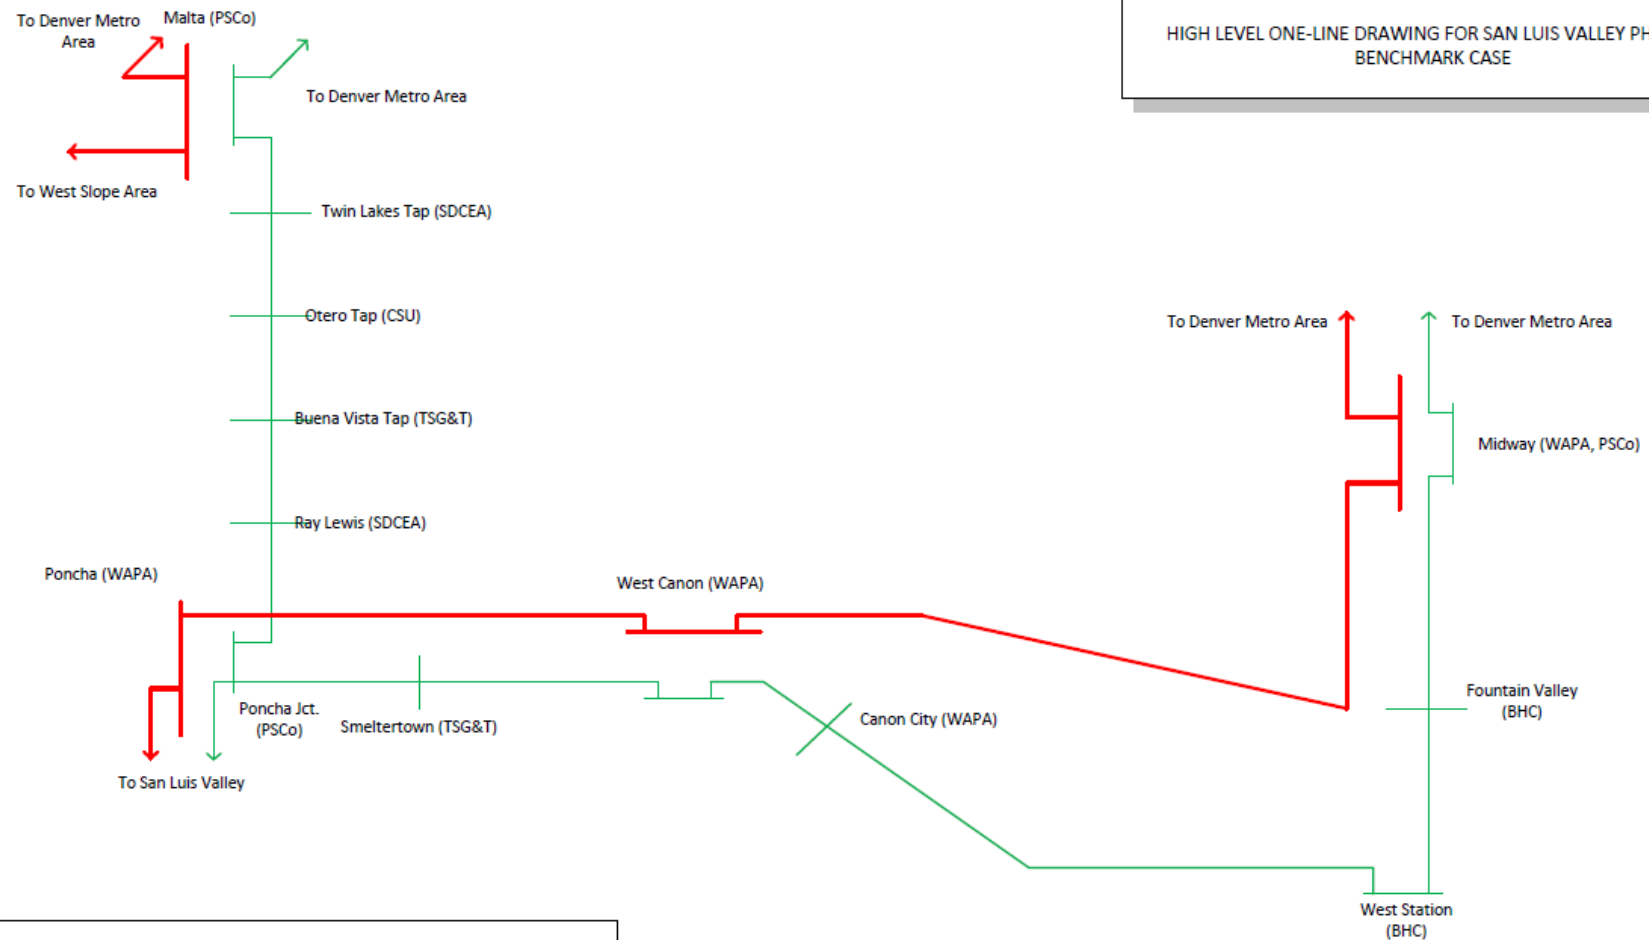 To Denver Metro
Area
Malta (PSCo)
HIGH LEVEL ONE-LINE DRAWING FOR SAN LUIS VALLEY PH
BENCHMARK CASE
To Denver Metro Area
To West Slope Area
Twin Lakes Tap (SDCEA)
Otero Tap (CSU)
To Denver Metro Area
To Denver Metro Area
Buena Vista Tap (TSG&T)
Midway (WAPA, PSCo)
Ray Lewis (SDCEA)
Poncha (WAPA)
West Canon (WAPA)
Fountain Valley
(BHC)
Poncha Jct.
(PSCo)
Smeltertown (TSG&T)
Canon City (WAPA)
To San Luis Valley
West Station
(BHC)